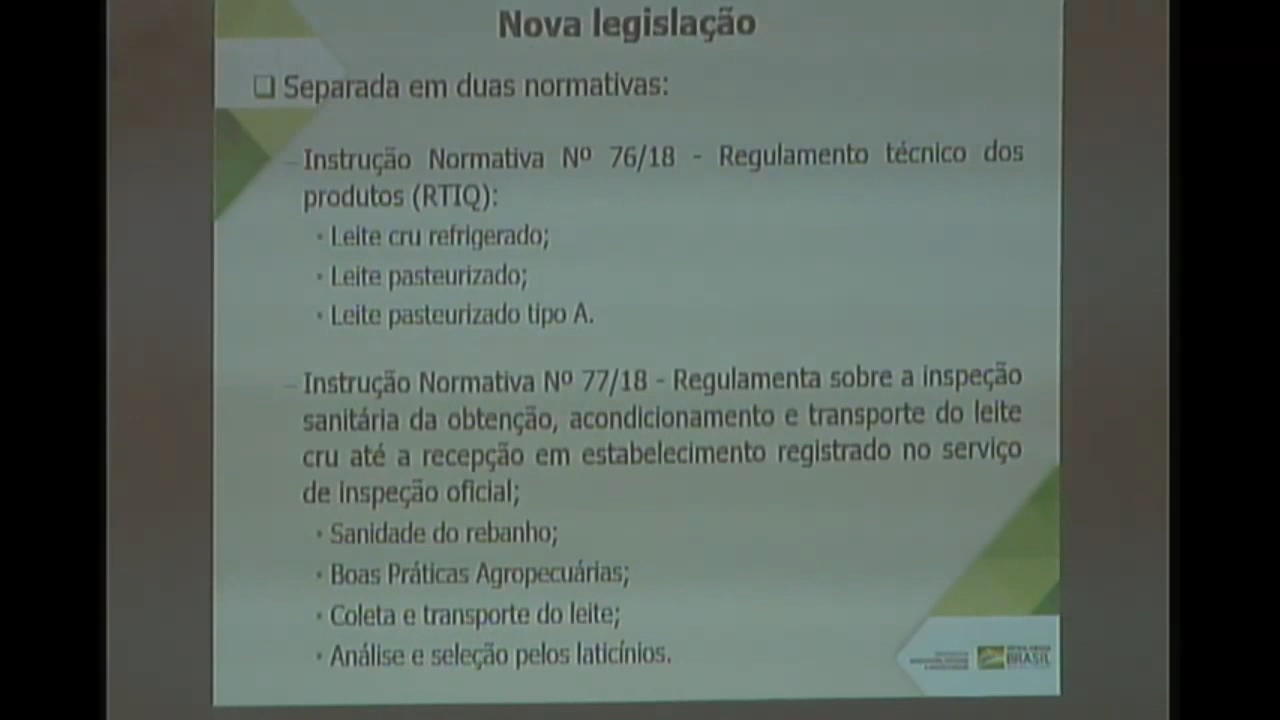 Nova legislação
❑ Separada em duas normativas:
– Instrução Normativa Nº 76/18 - Regulamento técnico dos
produtos (RTIQ):
• Leite cru refrigerado;
• Leite pasteurizado;
• Leite pasteurizado tipo A.
– Instrução Normativa Nº 77/18 - Regulamenta sobre a inspeção
sanitária da obtenção, acondicionamento e transporte do leite
cru até a recepção em estabelecimento registrado no serviço
de inspeção oficial;
• Sanidade do rebanho;
• Boas Práticas Agropecuárias;
• Coleta e transporte do leite;
• Análise e seleção pelos laticínios.
BRASIL